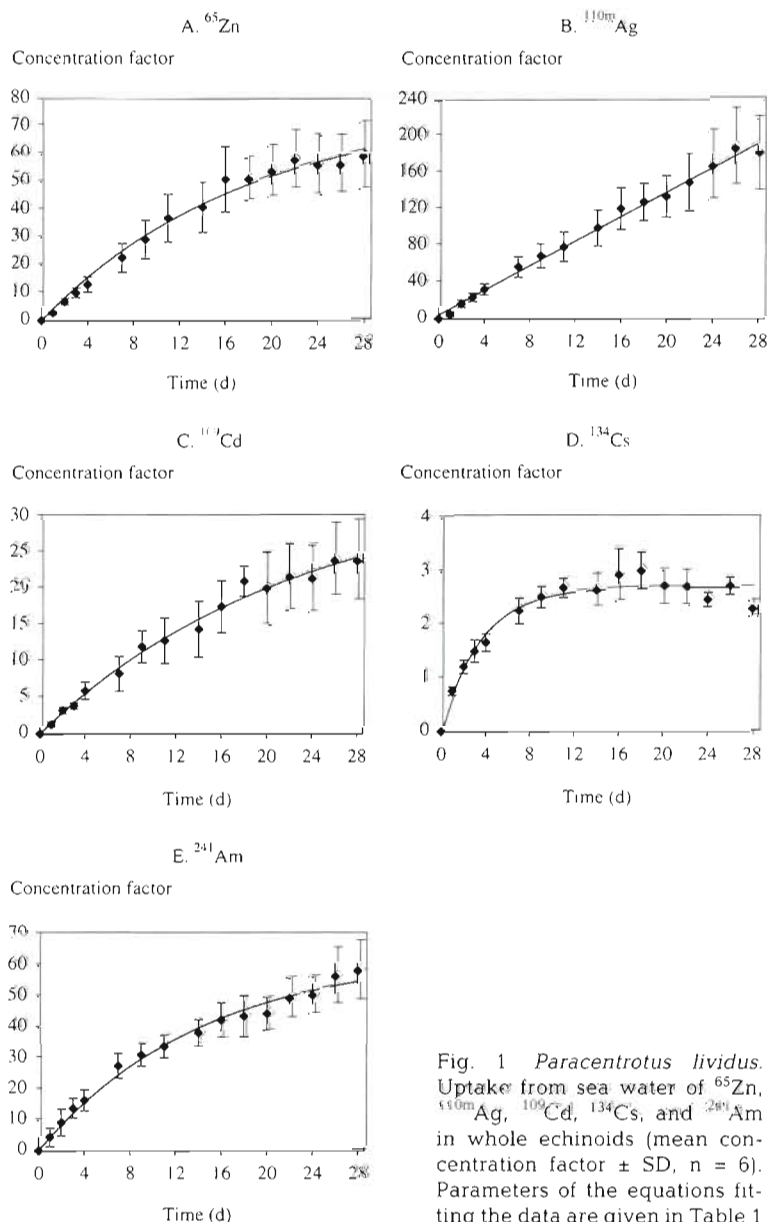 A. ⁶⁵Zn
Concentration factor
80
70
60
50
40
30
20
10
0
0 4 8 12 16 20 24 28
Time (d)
B. ¹¹⁰ᵐAg
Concentration factor
240
200
160
120
80
40
0
0 4 8 12 16 20 24 28
Time (d)
C. Cd
Concentration factor
30
25
20
15
10
5
0
0 4 8 12 16 20 24 28
Time (d)
D. ¹³⁴Cs
Concentration factor
4
3
2
1
0
0 4 8 12 16 20 24 28
Time (d)
E. ²⁴¹Am
Concentration factor
70
60
50
40
30
20
10
0
0 4 8 12 16 20 24 28
Time (d)
Fig. 1 Paracentrotus lividus.
Uptake from sea water of ⁶⁵Zn,
¹¹⁰ᵐAg, ¹⁰⁹Cd, ¹³⁴Cs, and ²⁴¹Am
in whole echinoids (mean con-
centration factor ± SD, n = 6).
Parameters of the equations fit-
ting the data are given in Table 1